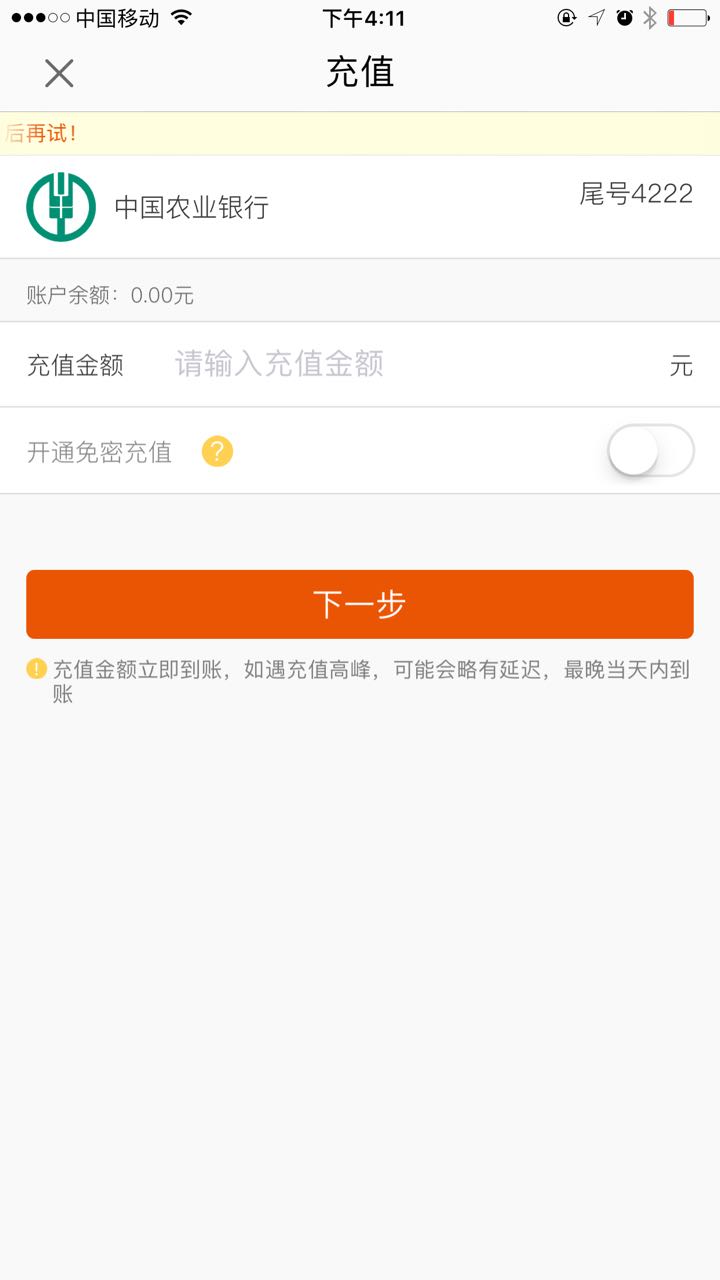 中国移动 下午4:11
充值
后再试!
中国农业银行 尾号4222
账户余额：0.00元
充值金额 请输入充值金额 元
开通免密充值 ?
下一步
充值金额立即到账，如遇充值高峰，可能会略有延迟，最晚当天内到
账